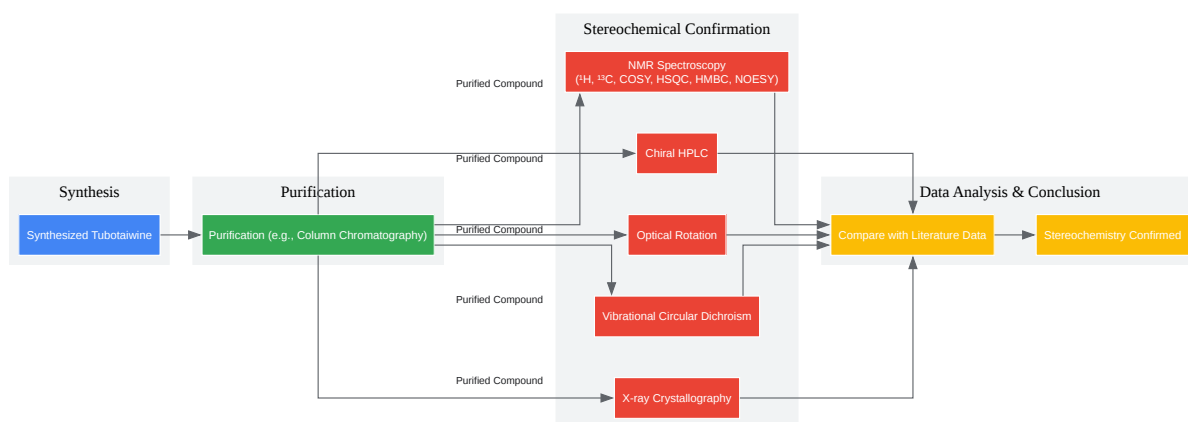 Stereochemical Confirmation
NMR Spectroscopy
(¹H, ¹³C, COSY, HSQC, HMBC, NOESY)
Purified Compound
Chiral HPLC
Purified Compound
Synthesis
Purification
Data Analysis & Conclusion
Synthesized Tubotaiwine
Purification (e.g., Column Chromatography)
Purified Compound
Optical Rotation
Compare with Literature Data
Stereochemistry Confirmed
Purified Compound
Vibrational Circular Dichroism
Purified Compound
X-ray Crystallography